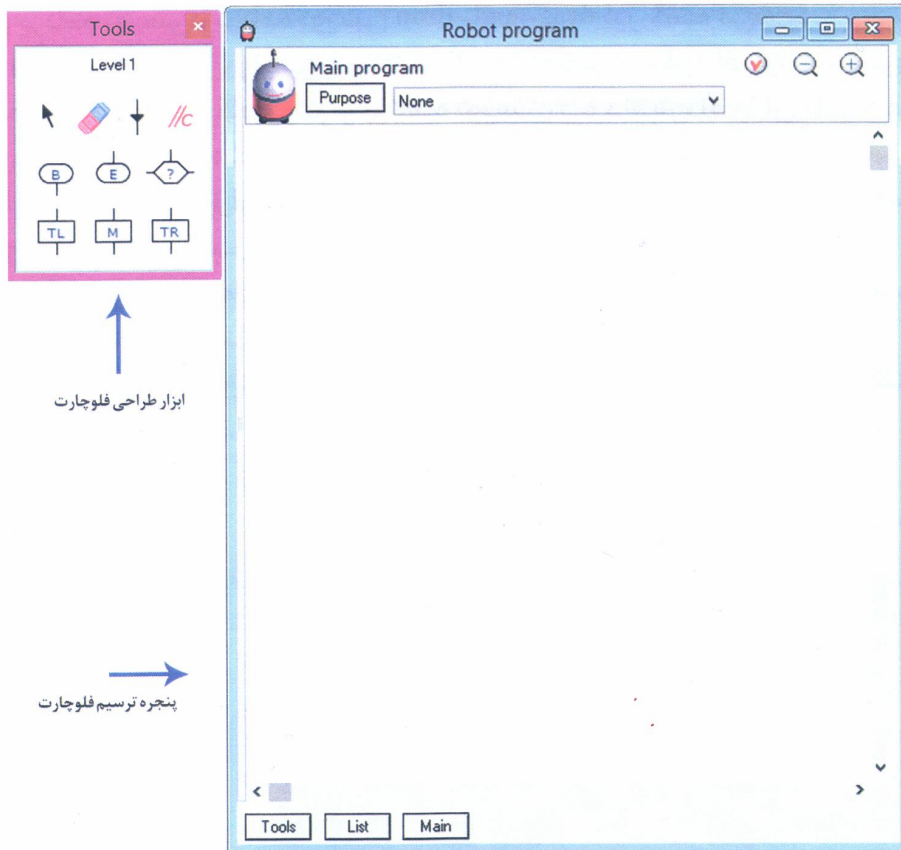 Tools
Level 1
//C
B E ?
TL M TR
ابزار طراحی فلوچارت
پنجره ترسیم فلوچارت
Robot program
Main program
Purpose None
Tools List Main